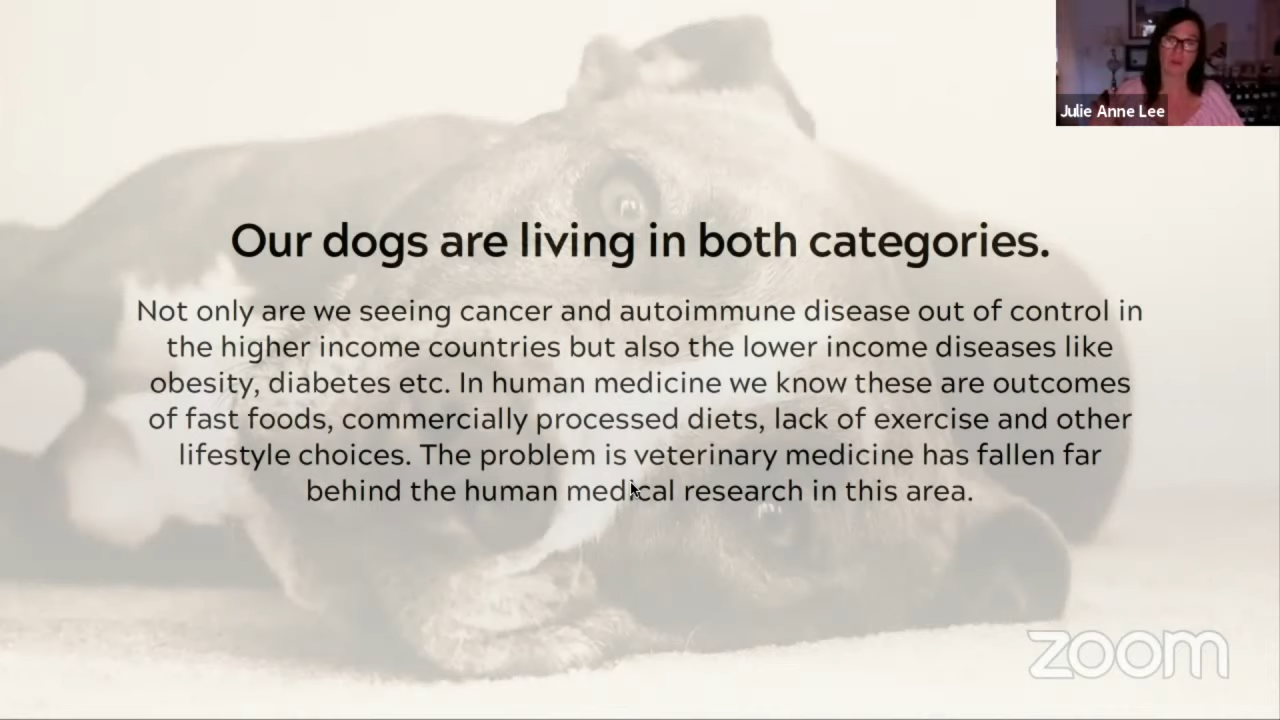 Julie Anne Lee
Our dogs are living in both categories.
Not only are we seeing cancer and autoimmune disease out of control in
the higher income countries but also the lower income diseases like
obesity, diabetes etc. In human medicine we know these are outcomes
of fast foods, commercially processed diets, lack of exercise and other
lifestyle choices. The problem is veterinary medicine has fallen far
behind the human medical research in this area.
zoom